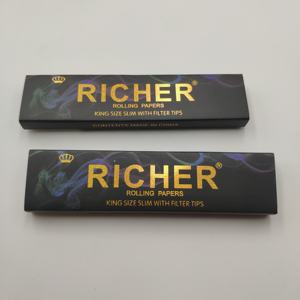 RICHER®
ROLLING PAPERS
KING SIZE SLIM WITH FILTER TIPS
RICHER®
ROLLING PAPERS
KING SIZE SLIM WITH FILTER TIPS